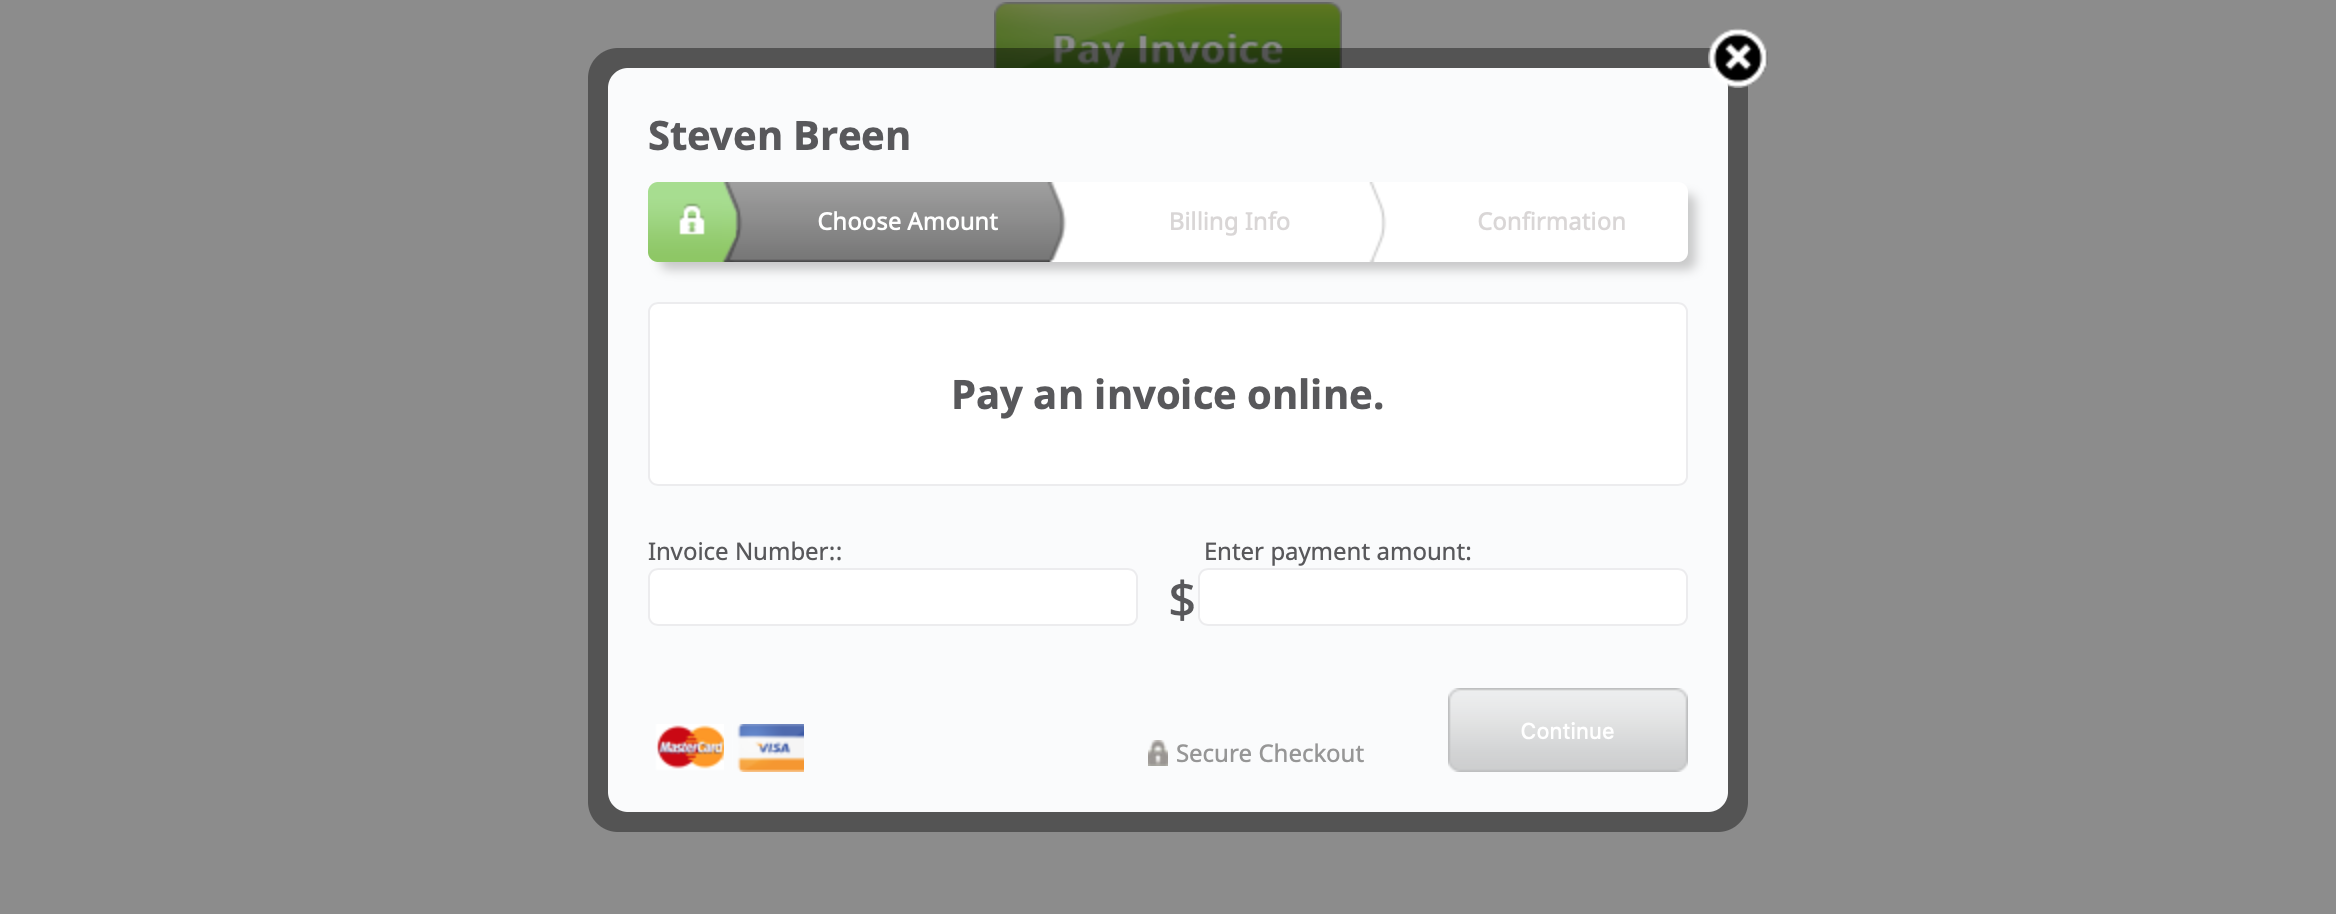 Pay Invoice
Steven Breen
Choose Amount
Billing Info
Confirmation
Pay an invoice online.
Invoice Number::
Enter payment amount:
$
MasterCard
VISA
Secure Checkout
Continue